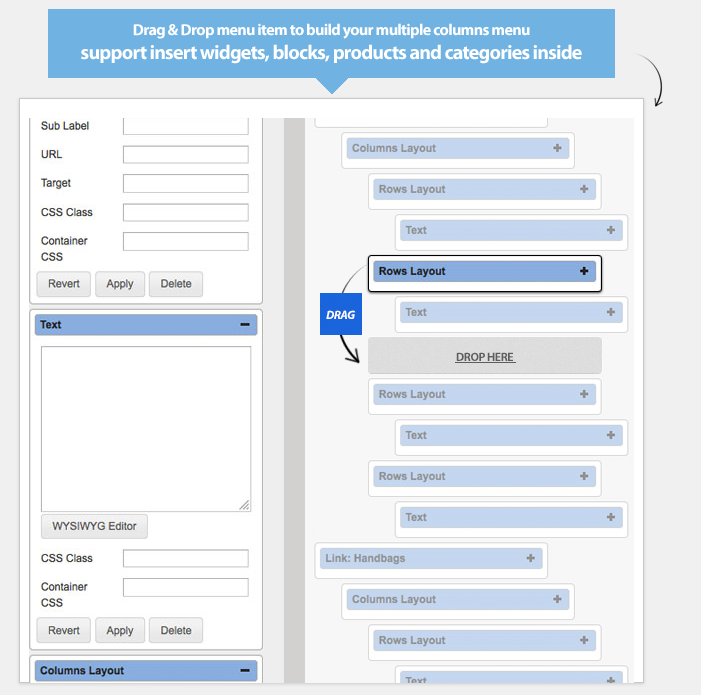 Drag & Drop menu item to build your multiple columns menu
support insert widgets, blocks, products and categories inside
Sub Label
URL
Target
CSS Class
Container
CSS
Revert
Apply
Delete
Text
WYSIWYG Editor
CSS Class
Container
CSS
Revert
Apply
Delete
Columns Layout
Columns Layout
Rows Layout
Text
Rows Layout
DRAG
Text
DROP HERE
Rows Layout
Text
Rows Layout
Text
Link: Handbags
Columns Layout
Rows Layout
Text